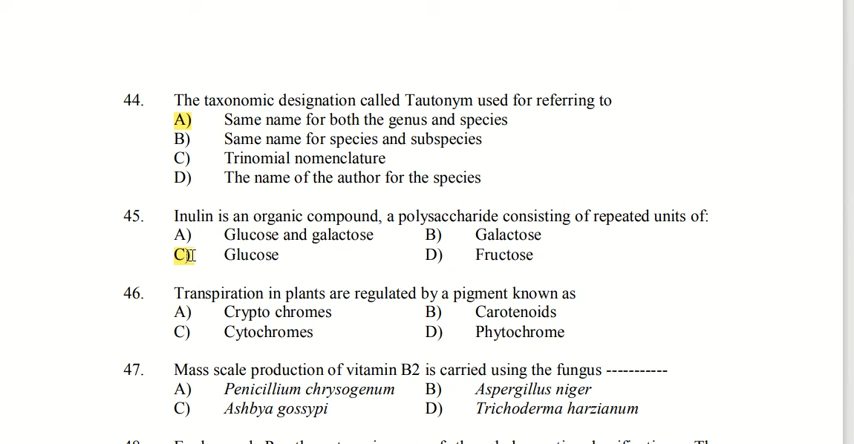 44. The taxonomic designation called Tautonym used for referring to
A) Same name for both the genus and species
B) Same name for species and subspecies
C) Trinomial nomenclature
D) The name of the author for the species
45. Inulin is an organic compound, a polysaccharide consisting of repeated units of:
A) Glucose and galactose B) Galactose
C) Glucose D) Fructose
46. Transpiration in plants are regulated by a pigment known as
A) Crypto chromes B) Carotenoids
C) Cytochromes D) Phytochrome
47. Mass scale production of vitamin B2 is carried using the fungus -----------
A) Penicillium chrysogenum B) Aspergillus niger
C) Ashbya gossypi D) Trichoderma harzianum